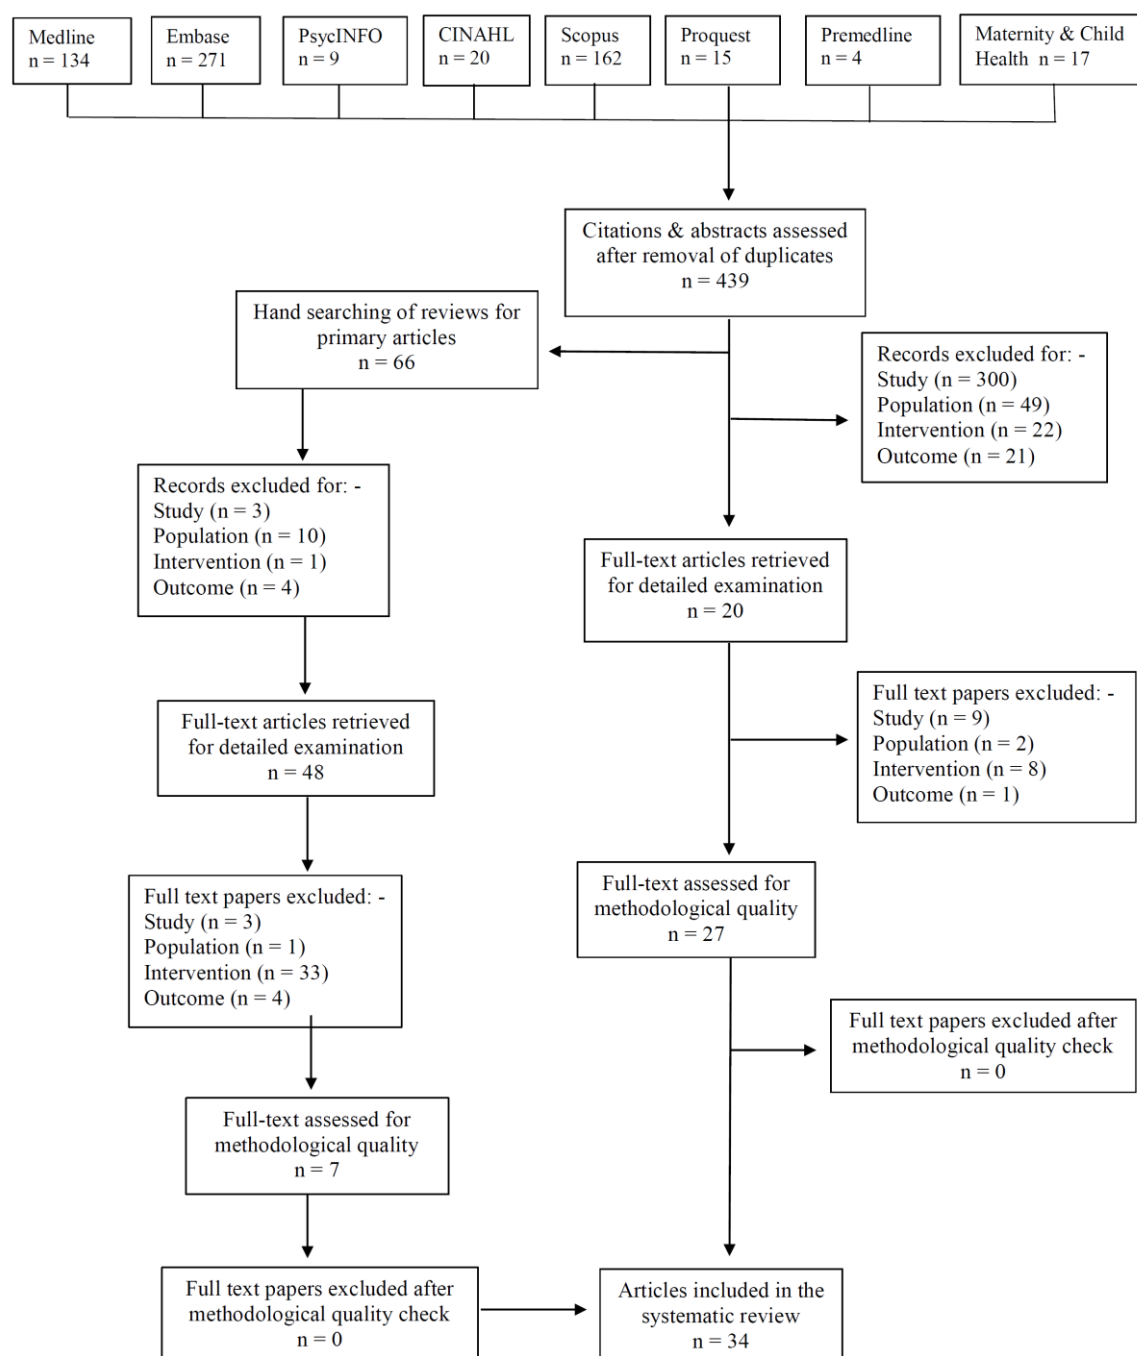 Medline
n = 134
Embase
n = 271
PsycINFO
n = 9
CINAHL
n = 20
Scopus
n = 162
Proquest
n = 15
Premedline
n = 4
Maternity & Child
Health n = 17
Citations & abstracts assessed
after removal of duplicates
n = 439
Hand searching of reviews for
primary articles
n = 66
Records excluded for: -
Study (n = 300)
Population (n = 49)
Intervention (n = 22)
Outcome (n = 21)
Records excluded for: -
Study (n = 3)
Population (n = 10)
Intervention (n = 1)
Outcome (n = 4)
Full-text articles retrieved
for detailed examination
n = 20
Full-text articles retrieved
for detailed examination
n = 48
Full text papers excluded: -
Study (n = 9)
Population (n = 2)
Intervention (n = 8)
Outcome (n = 1)
Full text papers excluded: -
Study (n = 3)
Population (n = 1)
Intervention (n = 33)
Outcome (n = 4)
Full-text assessed for
methodological quality
n = 27
Full text papers excluded after
methodological quality check
n = 0
Full-text assessed for
methodological quality
n = 7
Full text papers excluded after
methodological quality check
n = 0
Articles included in the
systematic review
n = 34